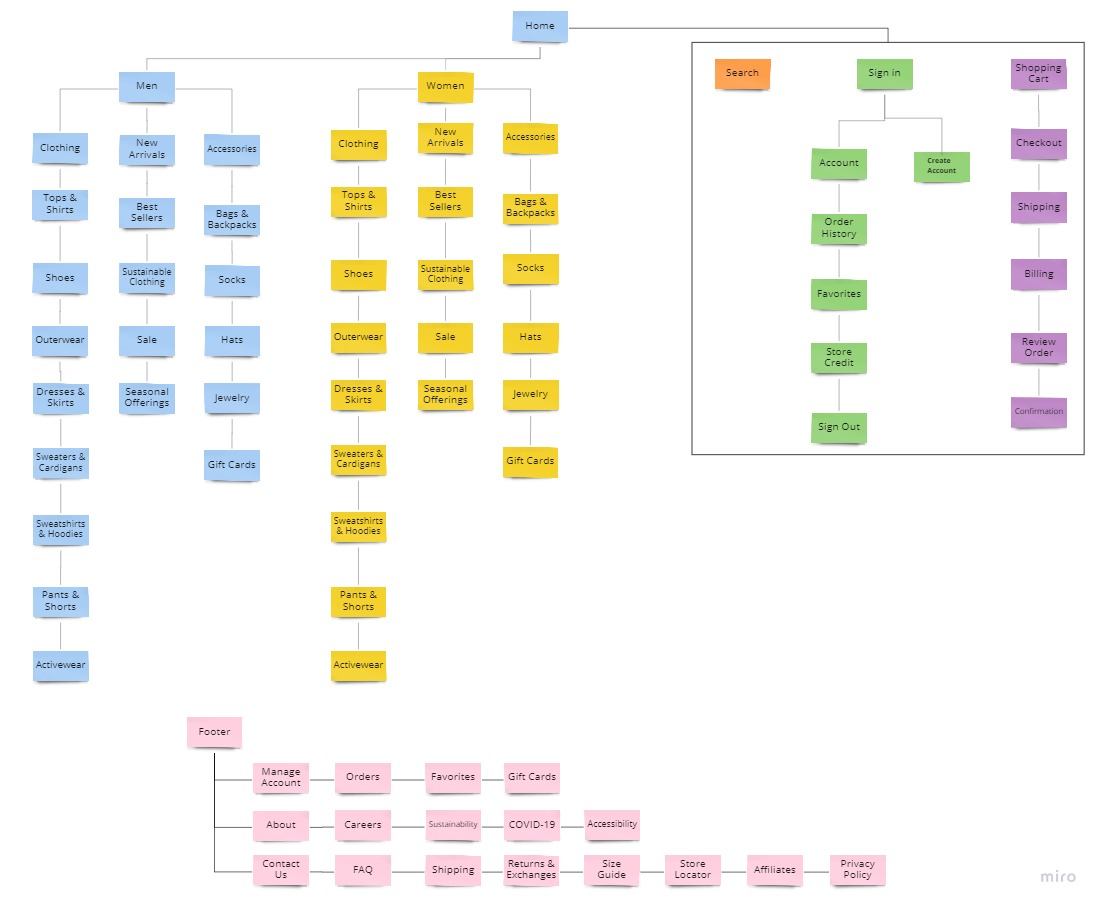 Home
Men
Clothing
Tops &
Shirts
Shoes
Outerwear
Dresses &
Skirts
Sweaters &
Cardigans
Sweatshirts
& Hoodies
Pants &
Shorts
Activewear
New
Arrivals
Best
Sellers
Sustainable
Clothing
Sale
Seasonal
Offerings
Accessories
Bags &
Backpacks
Socks
Hats
Jewelry
Gift Cards
Women
Clothing
Tops &
Shirts
Shoes
Outerwear
Dresses &
Skirts
Sweaters &
Cardigans
Sweatshirts
& Hoodies
Pants &
Shorts
Activewear
New
Arrivals
Best
Sellers
Sustainable
Clothing
Sale
Seasonal
Offerings
Accessories
Bags &
Backpacks
Socks
Hats
Jewelry
Gift Cards
Search
Sign in
Account
Order
History
Favorites
Store
Credit
Sign Out
Create
Account
Shopping
Cart
Checkout
Shipping
Billing
Review
Order
Confirmation
Footer
Manage
Account
Orders
Favorites
Gift Cards
About
Careers
Sustainability
COVID-19
Accessibility
Contact
Us
FAQ
Shipping
Returns &
Exchanges
Size
Guide
Store
Locator
Affiliates
Privacy
Policy
miro